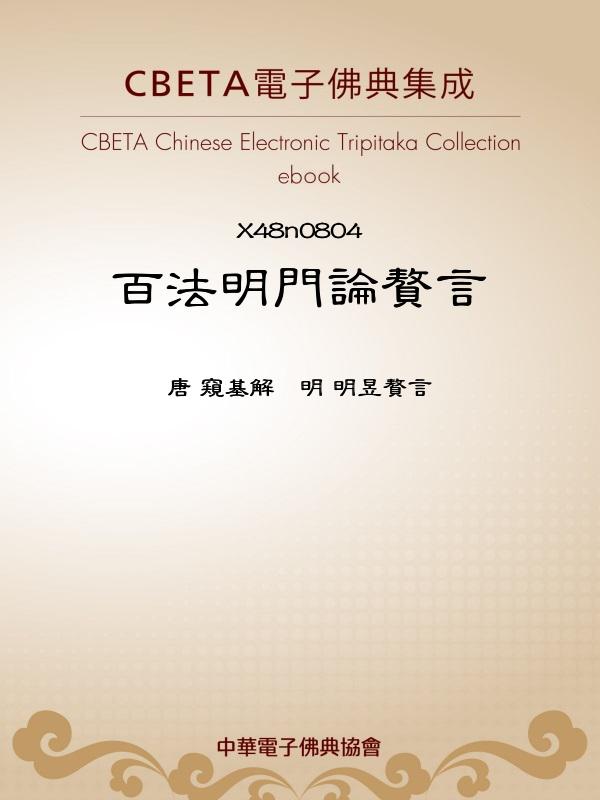 CBETA電子佛典集成
CBETA Chinese Electronic Tripitaka Collection
ebook
X48n0804
百法明門論贅言
唐 窺基解　明 明昱贅言
中華電子佛典協會